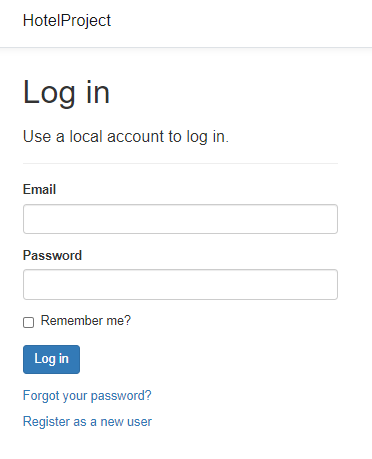 HotelProject
Log in
Use a local account to log in.
Email
Password
Remember me?
Log in
Forgot your password?
Register as a new user